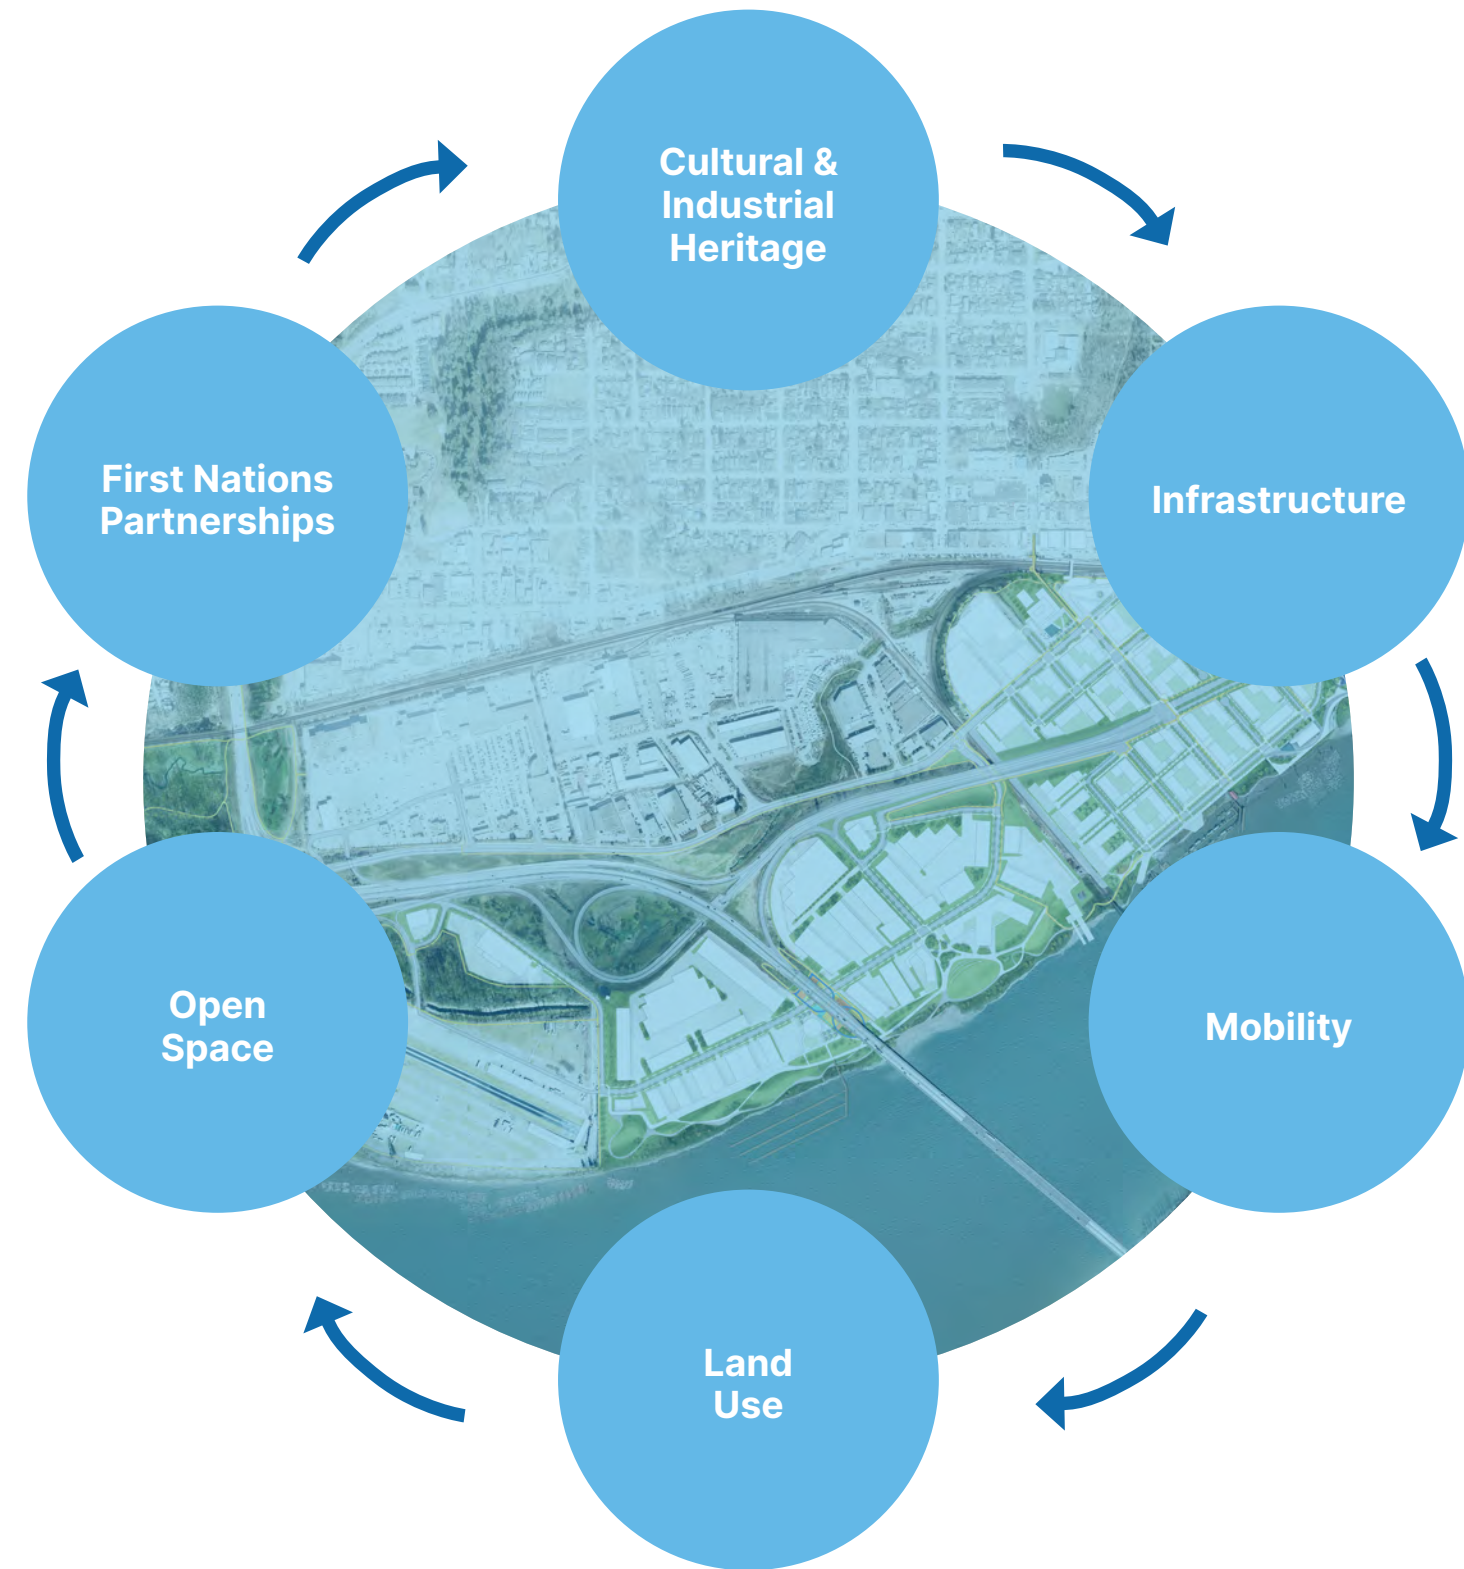 Cultural &
Industrial
Heritage
First Nations
Partnerships
Infrastructure
Open
Space
Mobility
Land
Use